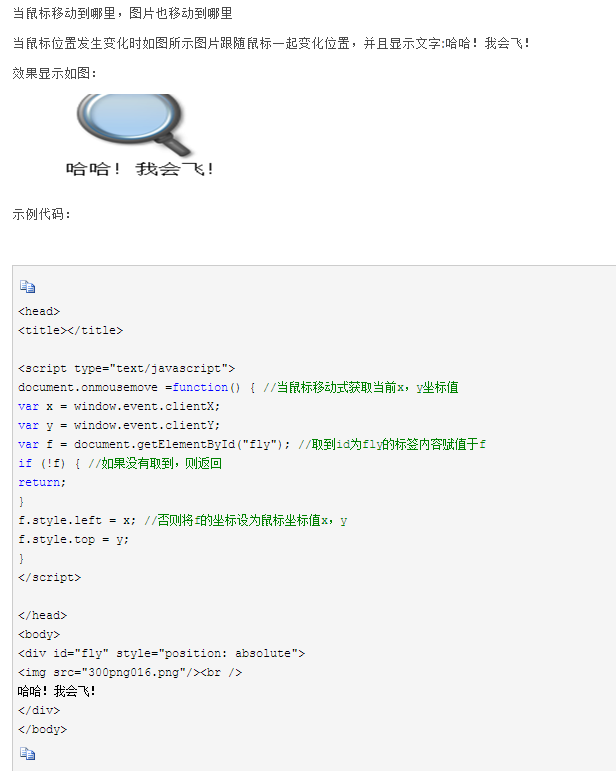 当鼠标移动到哪里，图片也移动到哪里
当鼠标位置发生变化时如图所示图片跟随鼠标一起变化位置，并且显示文字:哈哈！我会飞！
效果显示如图：
哈哈！我会飞！
示例代码：
<head>
<title></title>
<script type="text/javascript">
document.onmousemove =function() { //当鼠标移动式获取当前x，y坐标值
var x = window.event.clientX;
var y = window.event.clientY;
var f = document.getElementById("fly"); //取到id为fly的标签内容赋值于f
if (!f) { //如果没有取到，则返回
return;
}
f.style.left = x; //否则将f的坐标设为鼠标坐标值x，y
f.style.top = y;
}
</script>
</head>
<body>
<div id="fly" style="position: absolute">
<img src="300png016.png"/><br />
哈哈！我会飞！
</div>
</body>